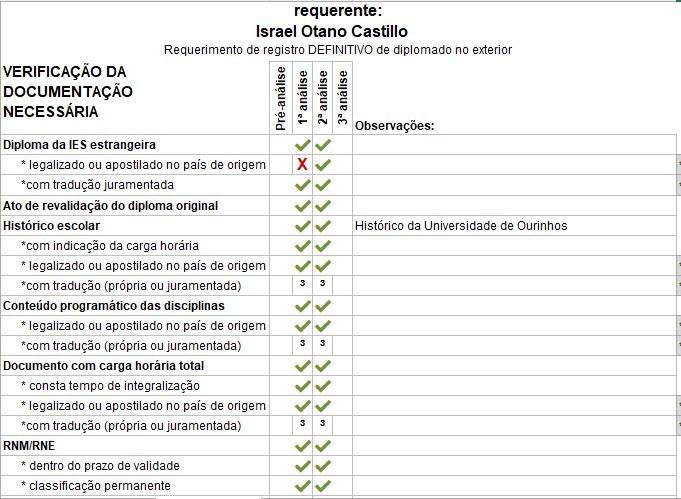 requerente:
Israel Otano Castillo
Requerimento de registro DEFINITIVO de diplomado no exterior
VERIFICAÇÃO DA
DOCUMENTAÇÃO
NECESSÁRIA
Pré-análise
1ª análise
2ª análise
3ª análise
Observações:
Diploma da IES estrangeira ✓ ✓
* legalizado ou apostilado no país de origem X ✓
*com tradução juramentada ✓ ✓
Ato de revalidação do diploma original ✓ ✓
Histórico escolar ✓ ✓ Histórico da Universidade de Ourinhos
*com indicação da carga horária ✓ ✓
* legalizado ou apostilado no país de origem ✓ ✓
*com tradução (própria ou juramentada) 3 3
Conteúdo programático das disciplinas ✓ ✓
* legalizado ou apostilado no país de origem ✓ ✓
*com tradução (própria ou juramentada) 3 3
Documento com carga horária total ✓ ✓
* consta tempo de integralização ✓ ✓
* legalizado ou apostilado no país de origem ✓ ✓
*com tradução (própria ou juramentada) 3 3
RNM/RNE ✓ ✓
* dentro do prazo de validade ✓ ✓
* classificação permanente ✓ ✓